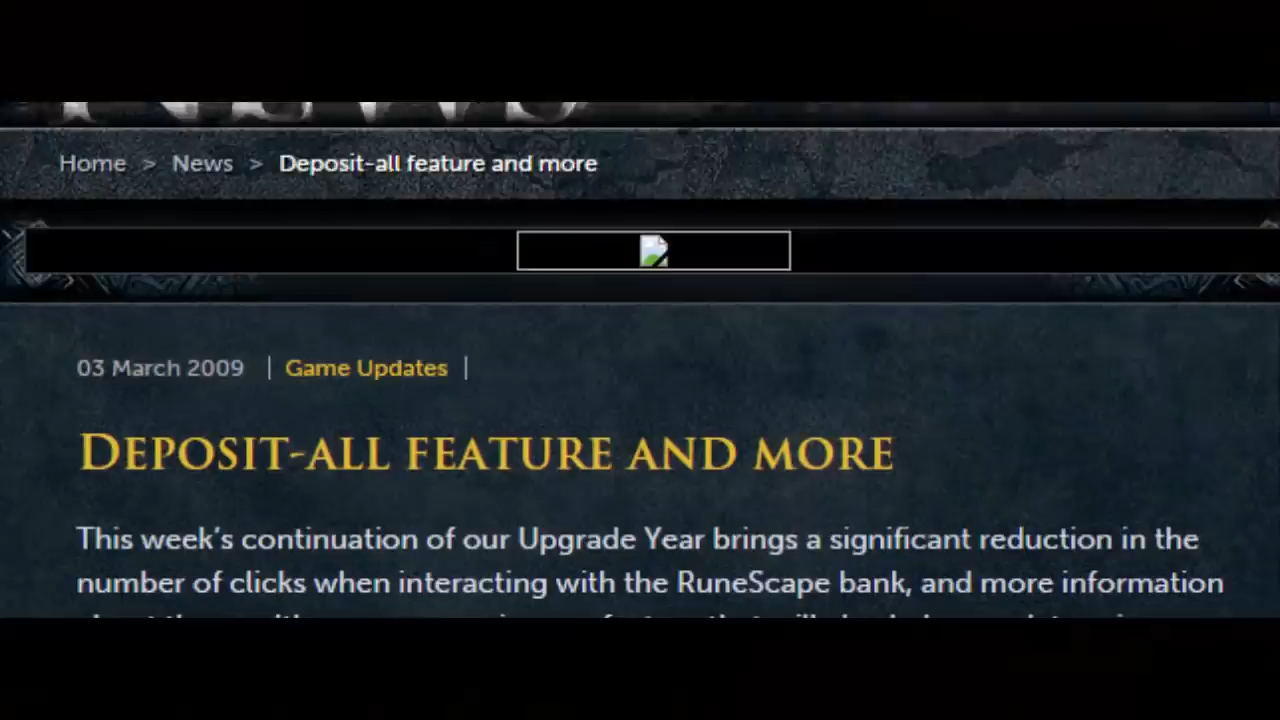 Home > News > Deposit-all feature and more
03 March 2009 | Game Updates |
Deposit-all feature and more
This week's continuation of our Upgrade Year brings a significant reduction in the
number of clicks when interacting with the RuneScape bank, and more information